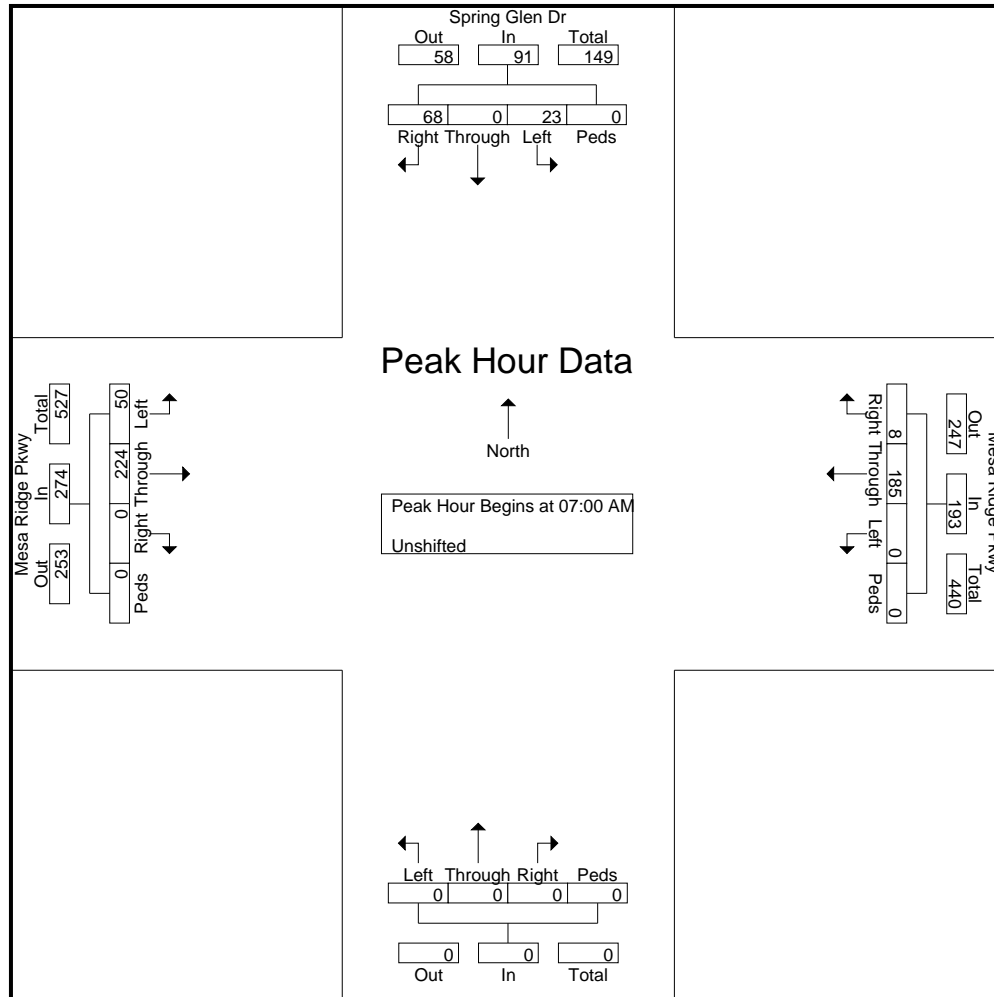 Spring Glen Dr
Out In Total
58 91 149
68 0 23 0
Right Through Left Peds
Peak Hour Data
North
Peak Hour Begins at 07:00 AM
Unshifted
Mesa Ridge Pkwy
Out In Total
253 274 527
0 0 224 50
Peds Right Through Left
Mesa Ridge Pkwy
Out In Total
247 193 440
8 185 0 0
Right Through Left Peds
Left Through Right Peds
0 0 0 0
0 0 0
Out In Total